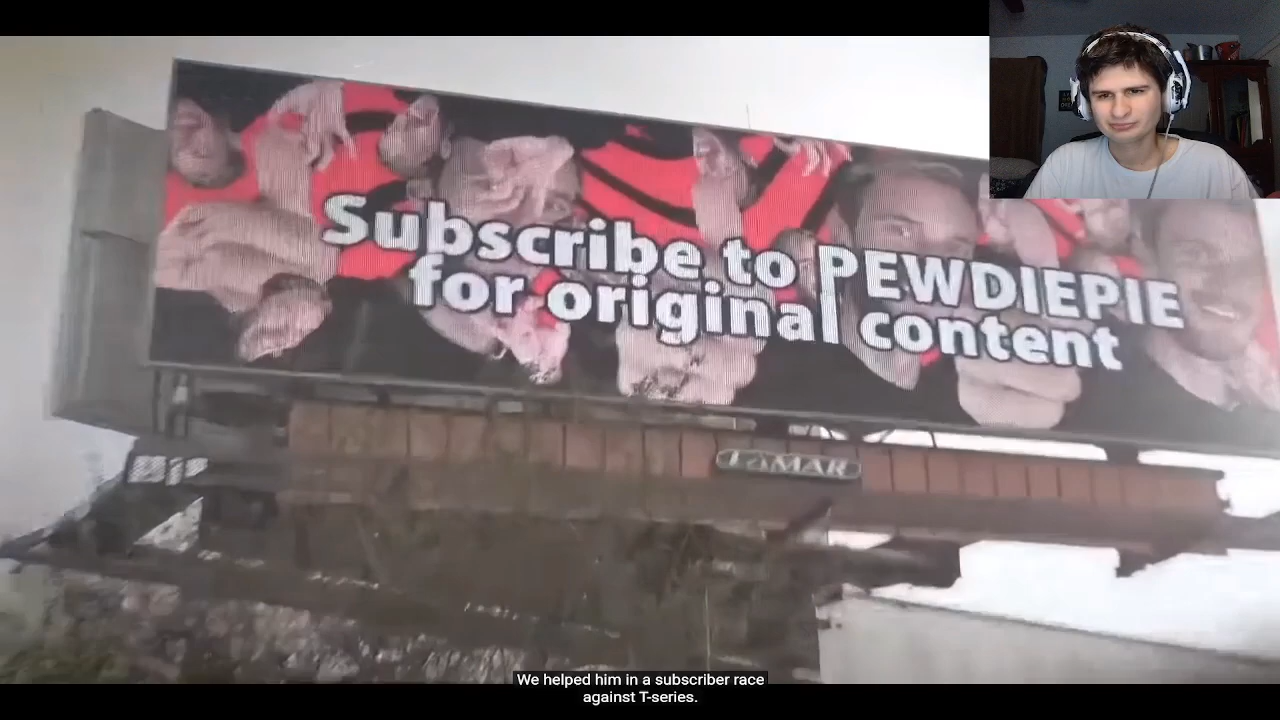 Subscribe to PEWDIEPIE
for original content
LAMAR
We helped him in a subscriber race
against T-series.